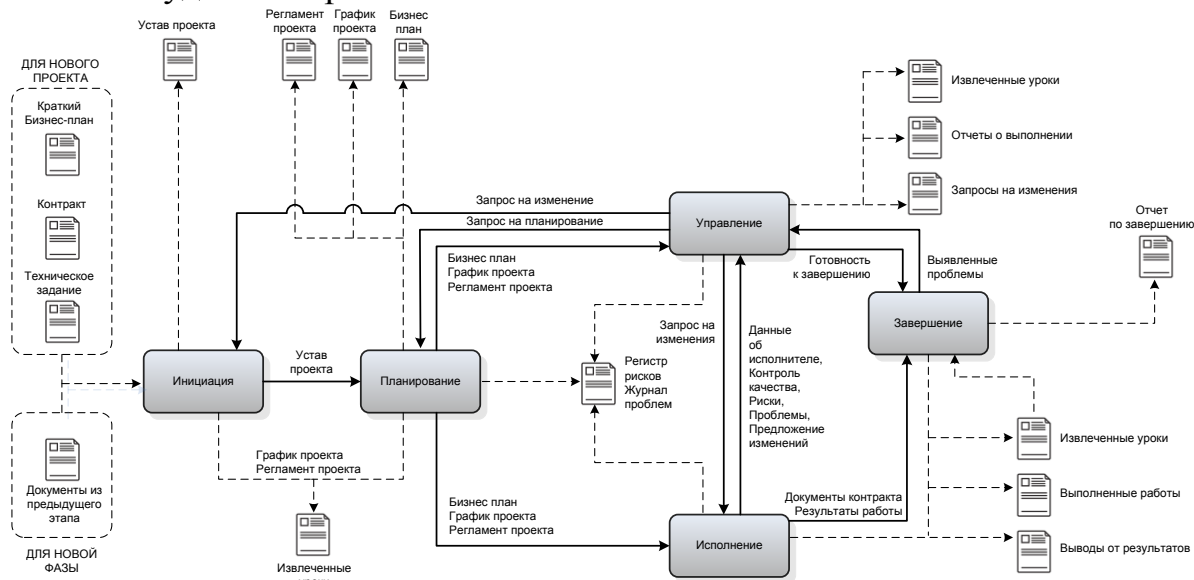 Устав проекта
Регламент
проекта
График
проекта
Бизнес
план
ДЛЯ НОВОГО
ПРОЕКТА
Краткий
Бизнес-план
Контракт
Техническое
задание
Документы из
предыдущего
этапа
ДЛЯ НОВОЙ
ФАЗЫ
Инициация
Устав
проекта
Планирование
График проекта
Регламент проекта
Извлеченные
Запрос на изменение
Запрос на планирование
Бизнес план
График проекта
Регламент проекта
Управление
Извлеченные уроки
Отчеты о выполнении
Запросы на изменения
Готовность
к завершению
Выявленные
проблемы
Отчет
по завершению
Завершение
Запрос на
изменения
Данные
об
исполнителе,
Контроль
качества,
Риски,
Проблемы,
Предложение
изменений
Регистр
рисков
Журнал
проблем
Бизнес план
График проекта
Регламент проекта
Исполнение
Документы контракта
Результаты работы
Извлеченные уроки
Выполненные работы
Выводы от результатов